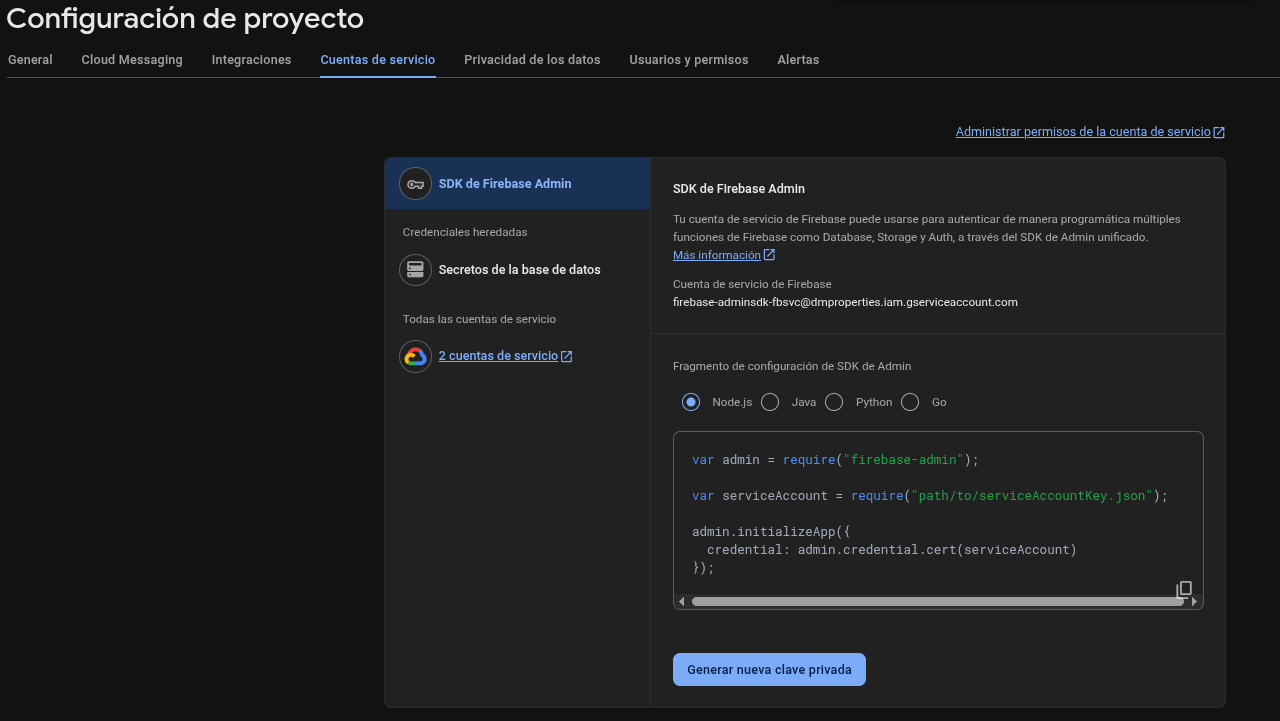 Configuración de proyecto
General Cloud Messaging Integraciones Cuentas de servicio Privacidad de los datos Usuarios y permisos Alertas
Administrar permisos de la cuenta de servicio
SDK de Firebase Admin
Credenciales heredadas
Secretos de la base de datos
Todas las cuentas de servicio
2 cuentas de servicio
SDK de Firebase Admin
Tu cuenta de servicio de Firebase puede usarse para autenticar de manera programática múltiples
funciones de Firebase como Database, Storage y Auth, a través del SDK de Admin unificado.
Más información
Cuenta de servicio de Firebase
firebase-adminsdk-fbsvc@dmproperties.iam.gserviceaccount.com
Fragmento de configuración de SDK de Admin
Node.js Java Python Go
var admin = require("firebase-admin");
var serviceAccount = require("path/to/serviceAccountKey.json");
admin.initializeApp({
  credential: admin.credential.cert(serviceAccount)
});
Generar nueva clave privada